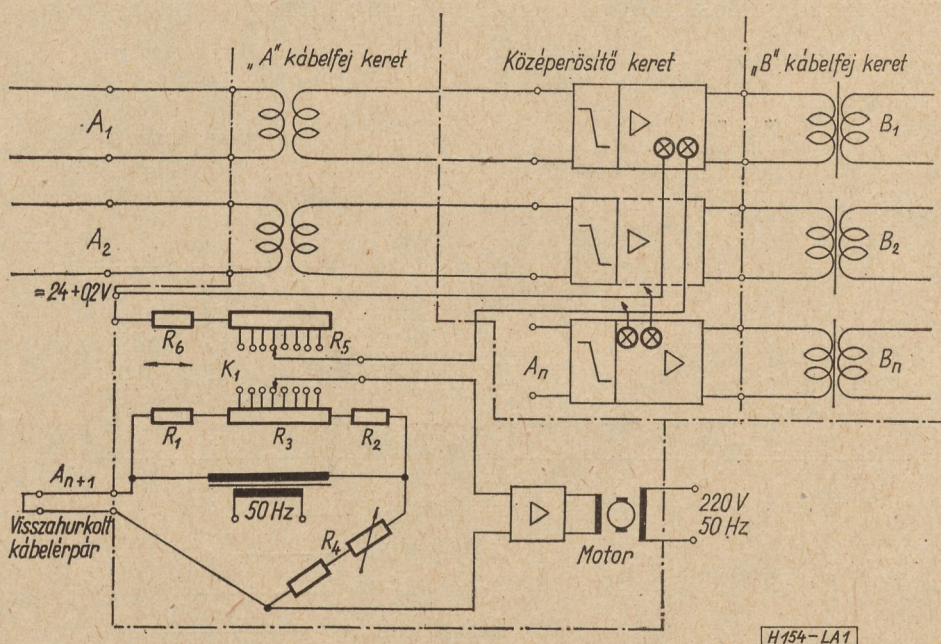 „A" kábelfej keret
Középerősítő keret
„B" kábelfej keret
A1
B1
A2
B2
=24+0,2V
R6
R5
K1
An
Bn
R1
R3
R2
An+1
50 Hz
Visszahurkolt
kábelérpár
R4
220 V
50 Hz
Motor
H154-LA1